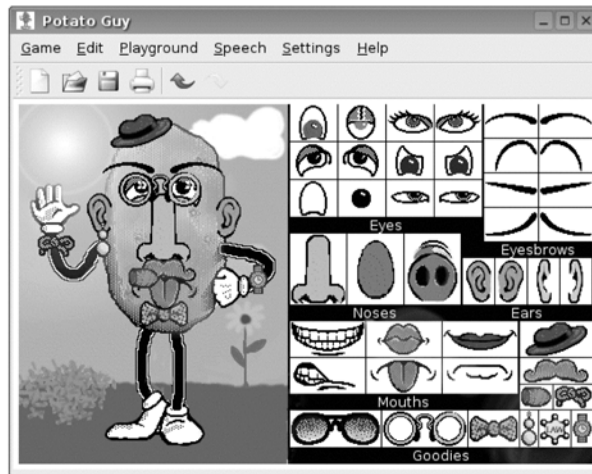 Potato Guy
Game Edit Playground Speech Settings Help
Eyes
Eyesbrows
Noses
Ears
Mouths
Goodies